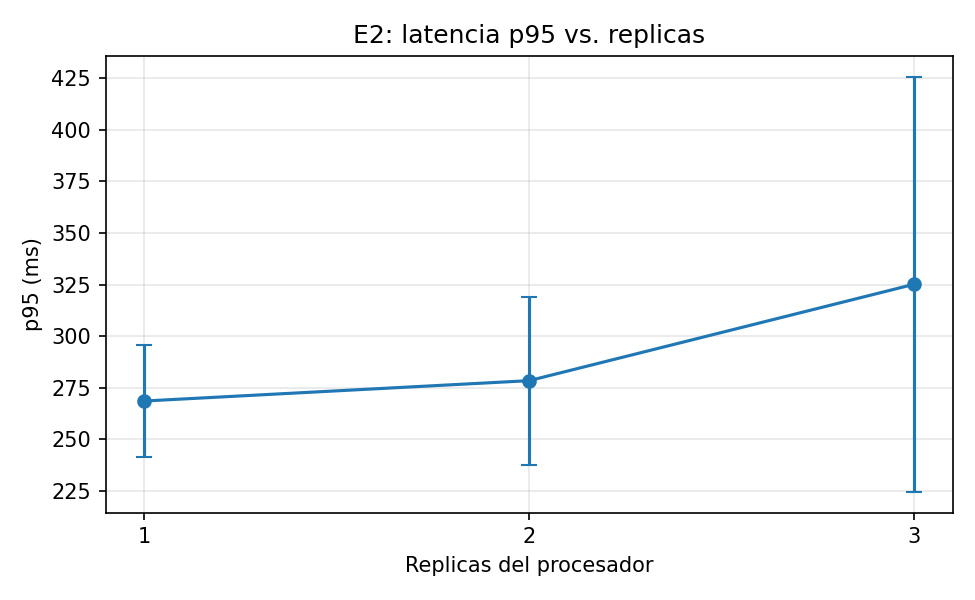 E2: latencia p95 vs. replicas
425
400
375
350
325
300
275
250
225
p95 (ms)
1 2 3
Replicas del procesador